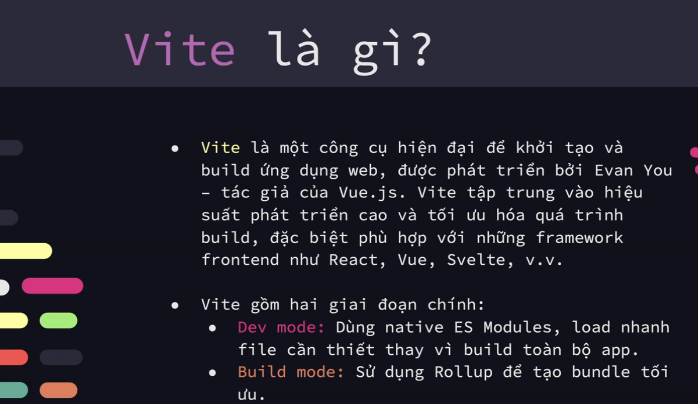 Vite là gì?
● Vite là một công cụ hiện đại để khởi tạo và
build ứng dụng web, được phát triển bởi Evan You
– tác giả của Vue.js. Vite tập trung vào hiệu
suất phát triển cao và tối ưu hóa quá trình
build, đặc biệt phù hợp với những framework
frontend như React, Vue, Svelte, v.v.
● Vite gồm hai giai đoạn chính:
● Dev mode: Dùng native ES Modules, load nhanh
file cần thiết thay vì build toàn bộ app.
● Build mode: Sử dụng Rollup để tạo bundle tối
ưu.